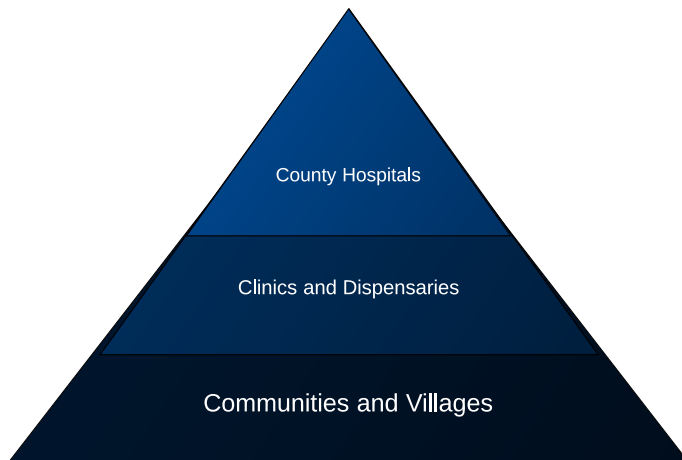 County Hospitals
Clinics and Dispensaries
Communities and Villages